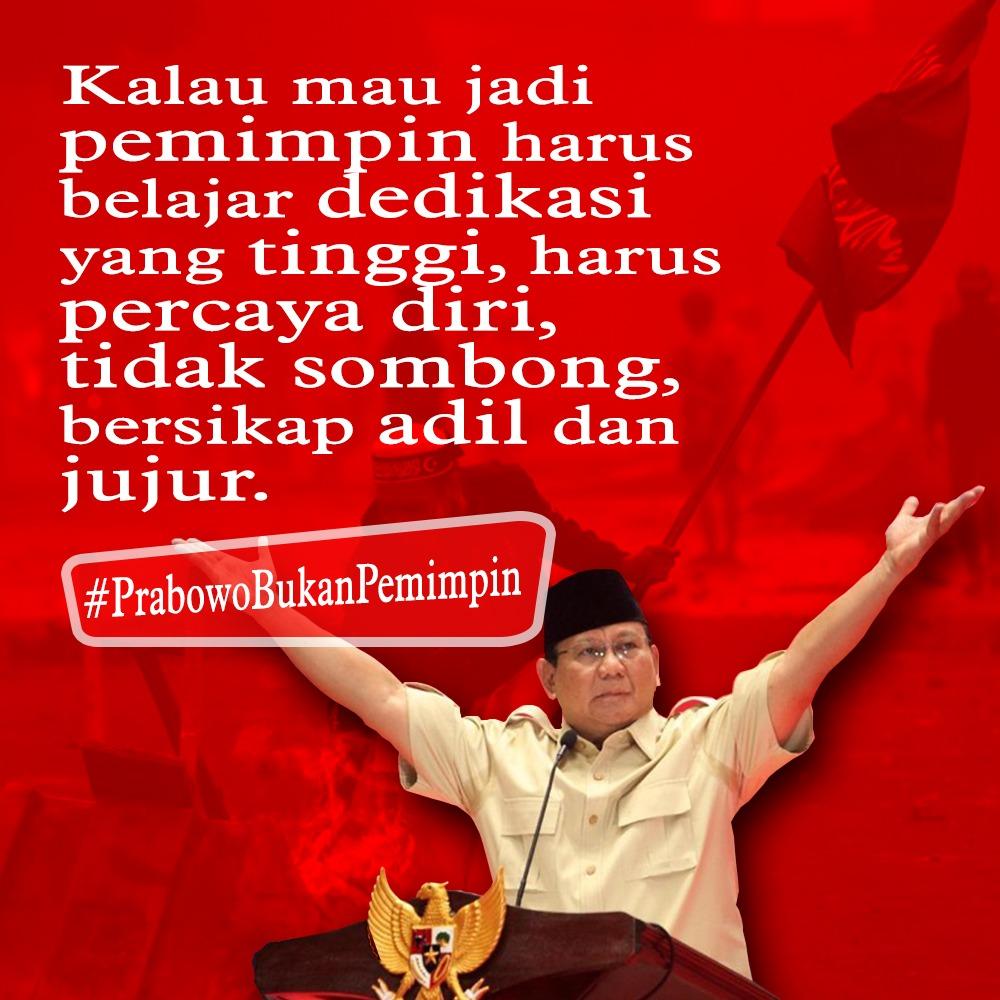 Kalau mau jadi
pemimpin harus
belajar dedikasi
yang tinggi, harus
percaya diri,
tidak sombong,
bersikap adil dan
jujur.
#PrabowoBukanPemimpin